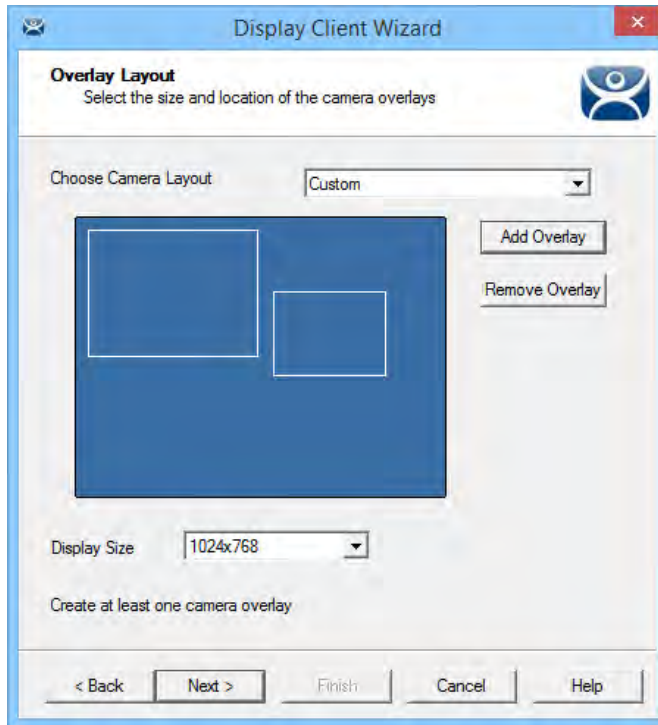 Display Client Wizard
Overlay Layout
Select the size and location of the camera overlays
Choose Camera Layout
Custom
Add Overlay
Remove Overlay
Display Size
1024x768
Create at least one camera overlay
< Back
Next >
Finish
Cancel
Help